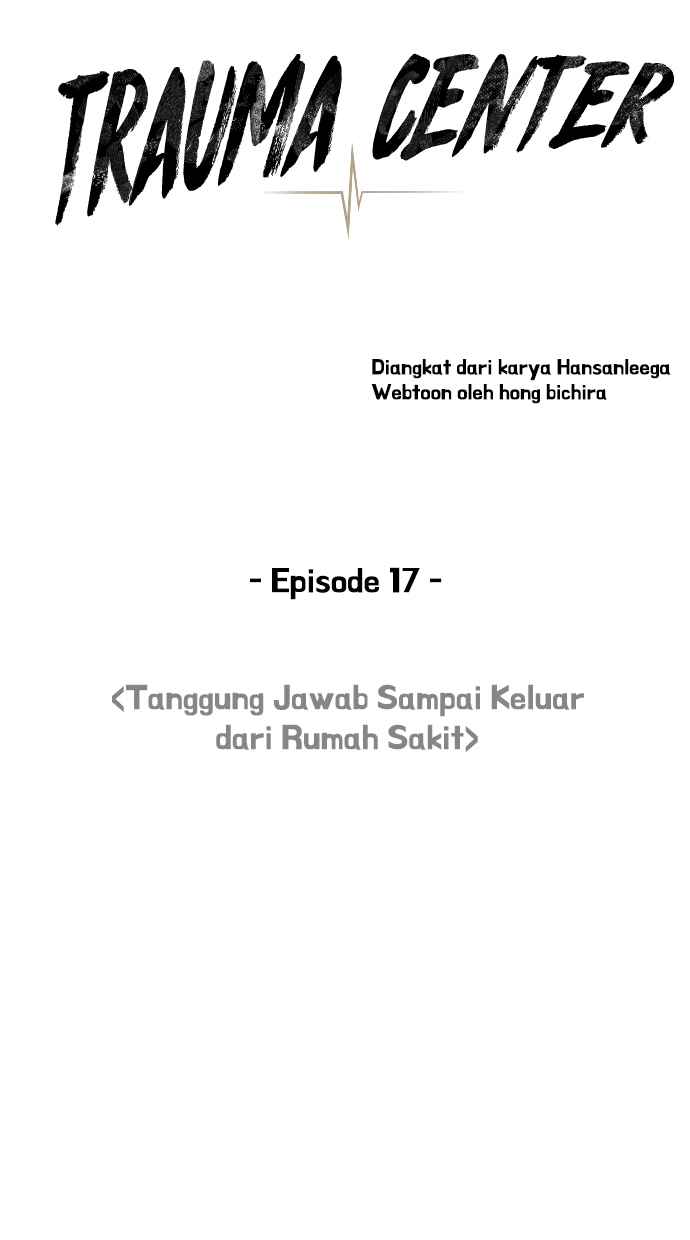 TRAUMA CENTER
Diangkat dari karya Hansanleega
Webtoon oleh hong bichira
- Episode 17 -
<Tanggung Jawab Sampai Keluar
dari Rumah Sakit>